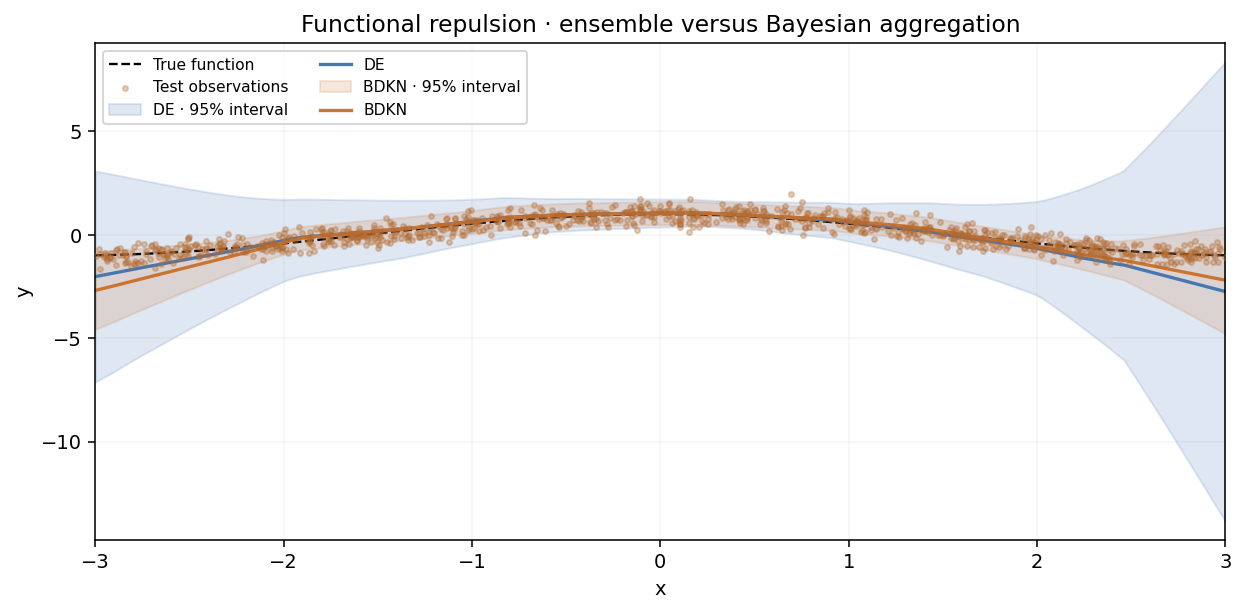 Functional repulsion · ensemble versus Bayesian aggregation
True function
Test observations
DE · 95% interval
DE
BDKN · 95% interval
BDKN
y
5
0
−5
−10
−3
−2
−1
0
1
2
3
x